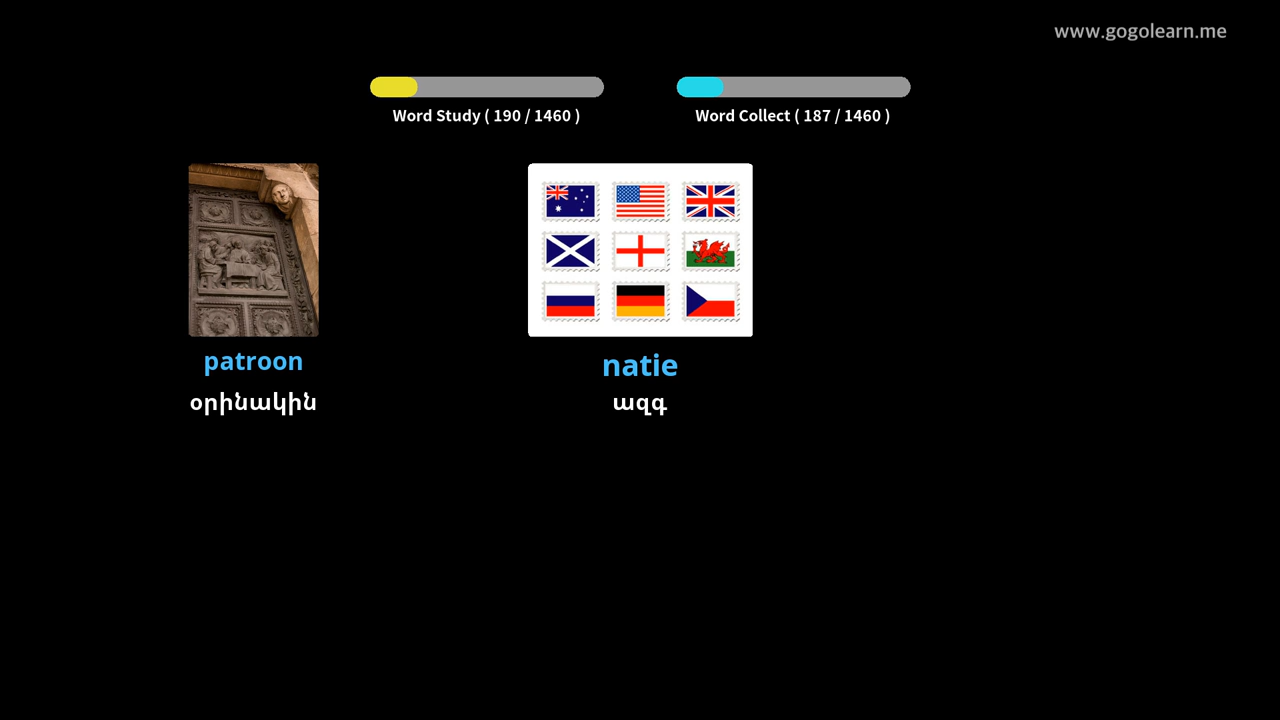 www.gogolearn.me
Word Study ( 190 / 1460 )
Word Collect ( 187 / 1460 )
patroon
օրինակին
natie
ազգ